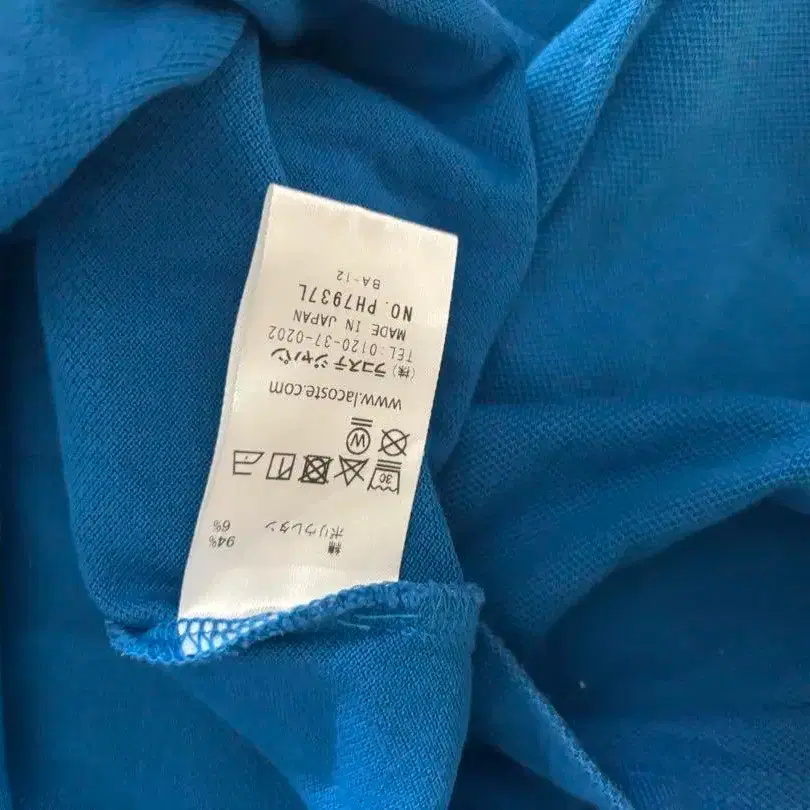 綿 94%
ポリウレタン 6%
30
W
www.lacoste.com
(株)ラコステジャパン
TEL:0120-37-0202
MADE IN JAPAN
NO. PH7937L
BA-12